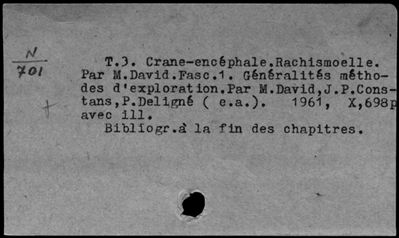 N
701
T.3. Crane-encéphale.Rachismoelle.
Par M.David.Fasc.1. Généralités métho-
des d'exploration.Par M.David,J.P.Cons-
tans,P.Deligné ( e.a.). 1961, X,698p
avec ill.
Bibliogr.à la fin des chapitres.